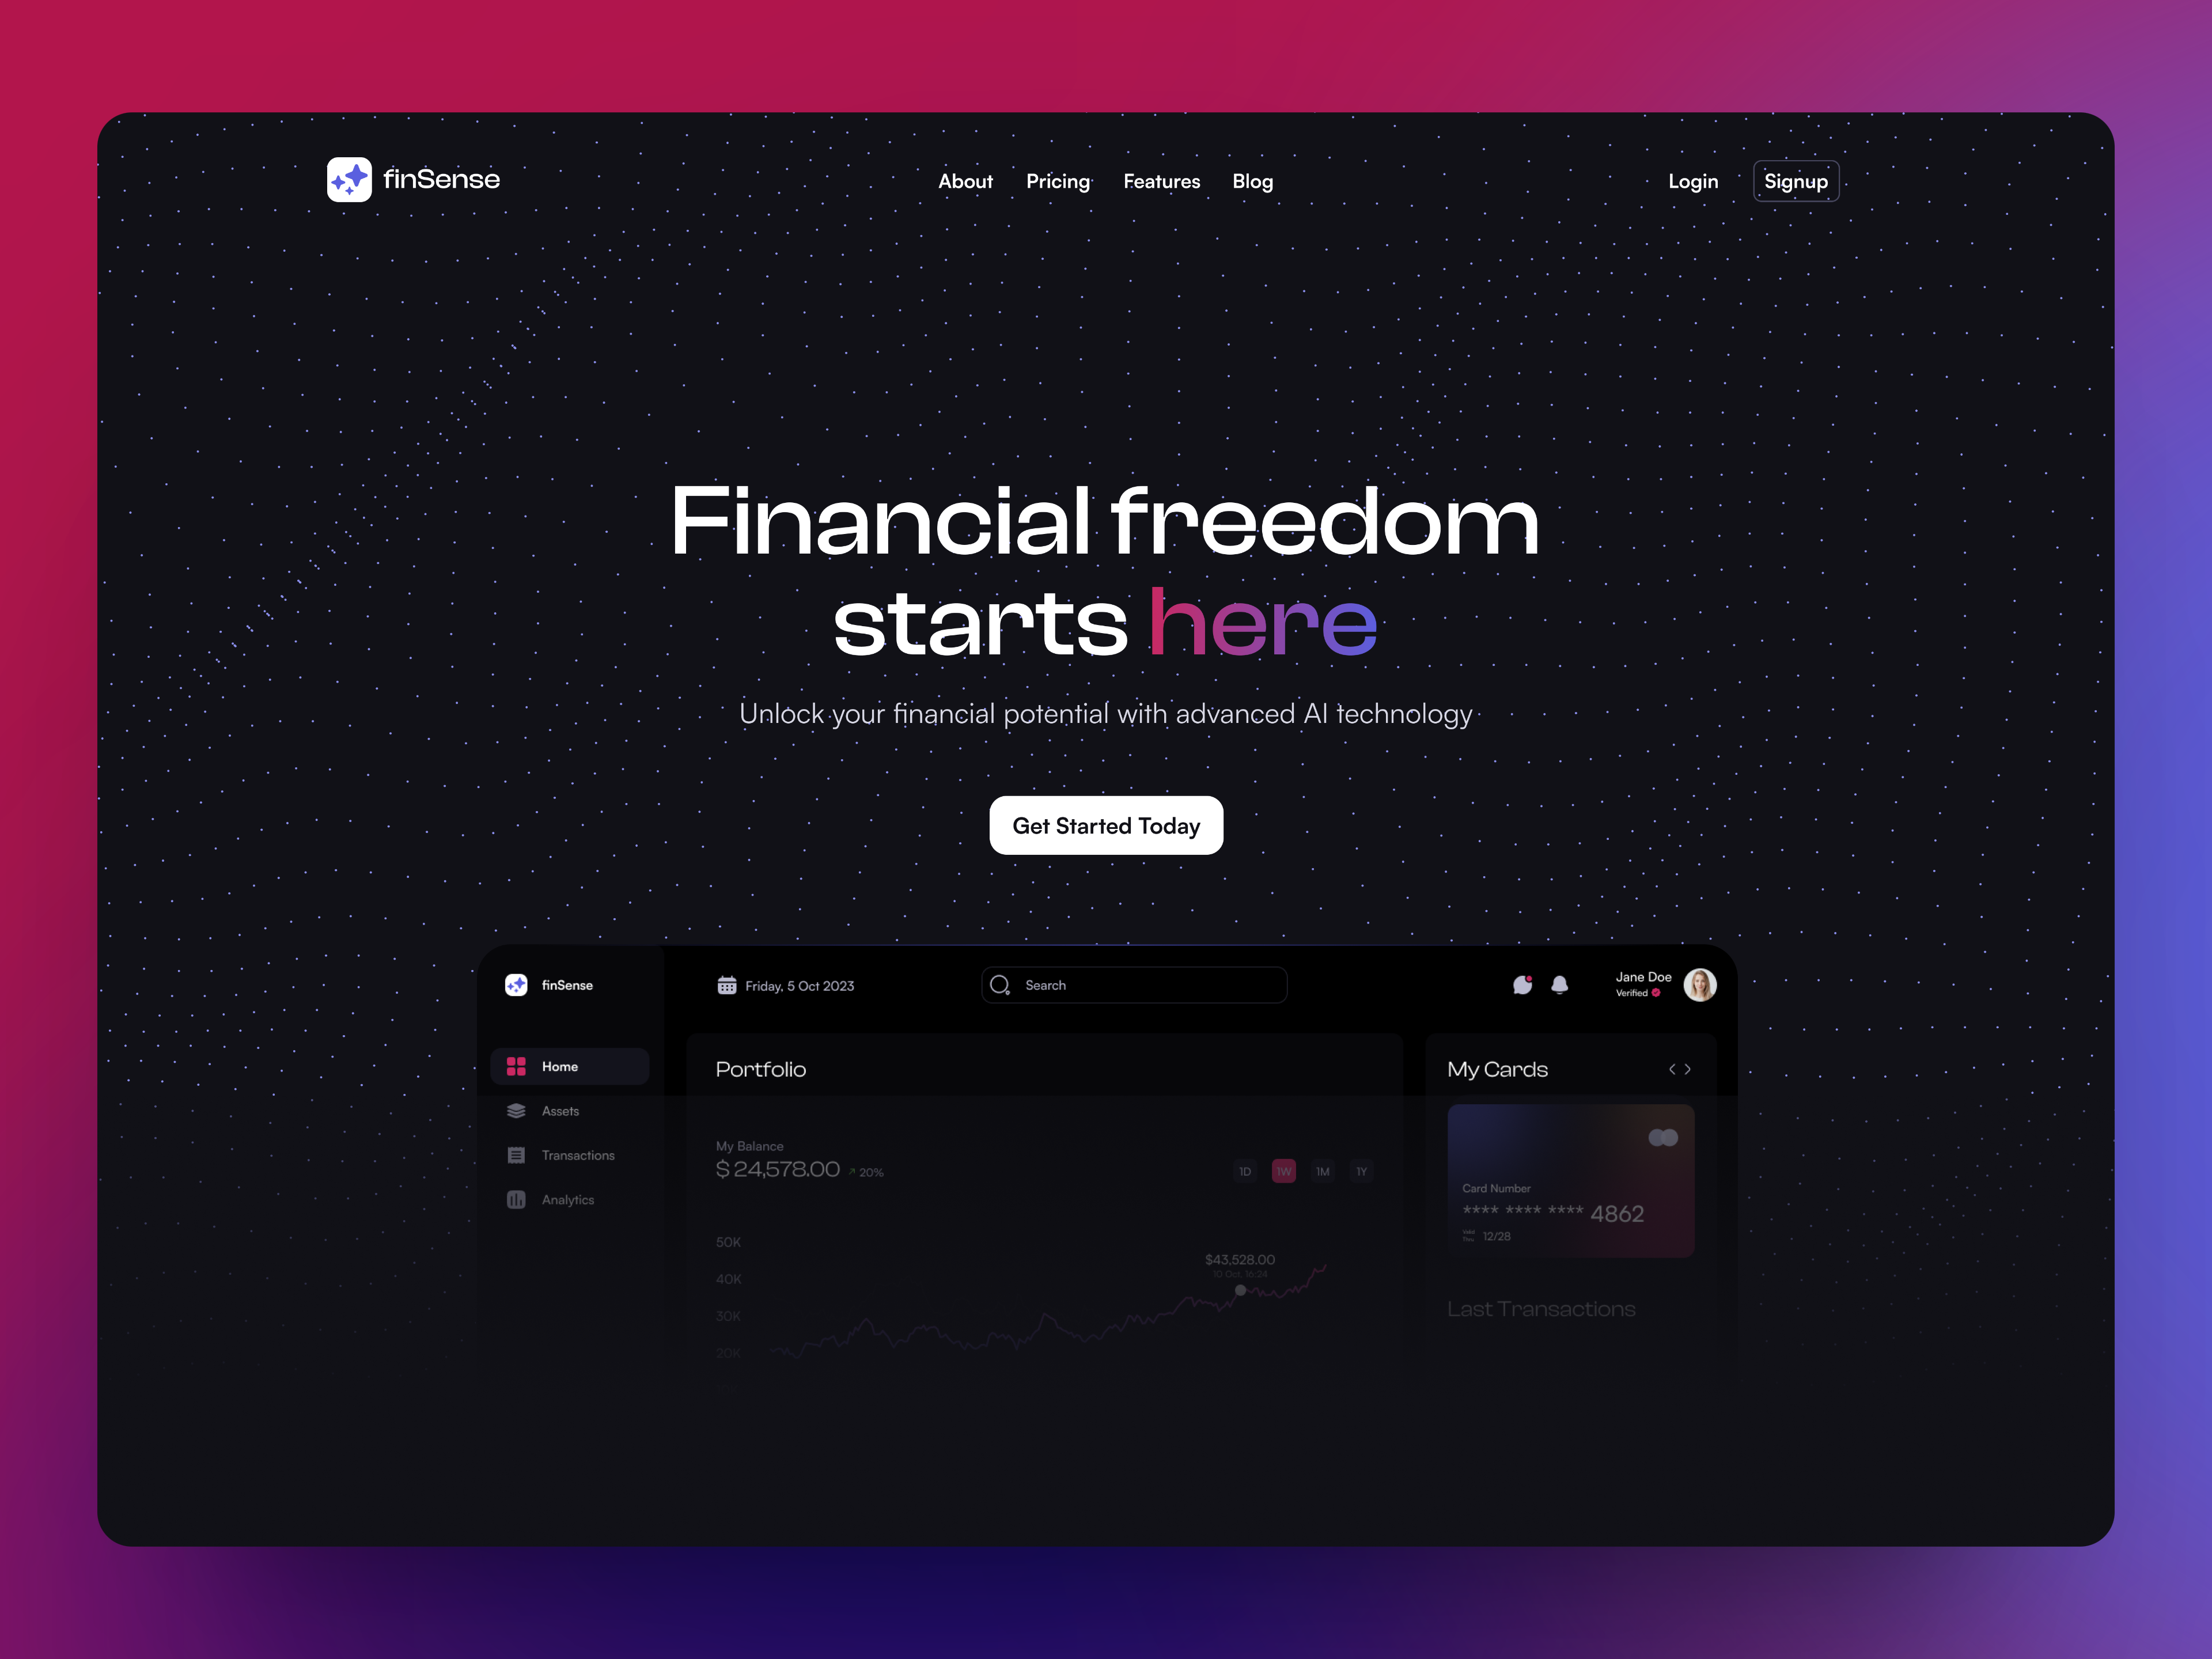 finSense
About Pricing Features Blog
Login Signup
Financial freedom
starts here
Unlock your financial potential with advanced AI technology
Get Started Today
finSense
Friday, 5 Oct 2023
Search
Jane Doe
Verified
Home
Assets
Transactions
Analytics
Portfolio
My Balance
$ 24,578.00 20%
1D 1W 1M 1Y
50K
40K
30K
20K
$43,528.00
10 Oct, 16:24
My Cards
Card Number
**** **** **** 4862
Valid
Thru
12/28
Last Transactions